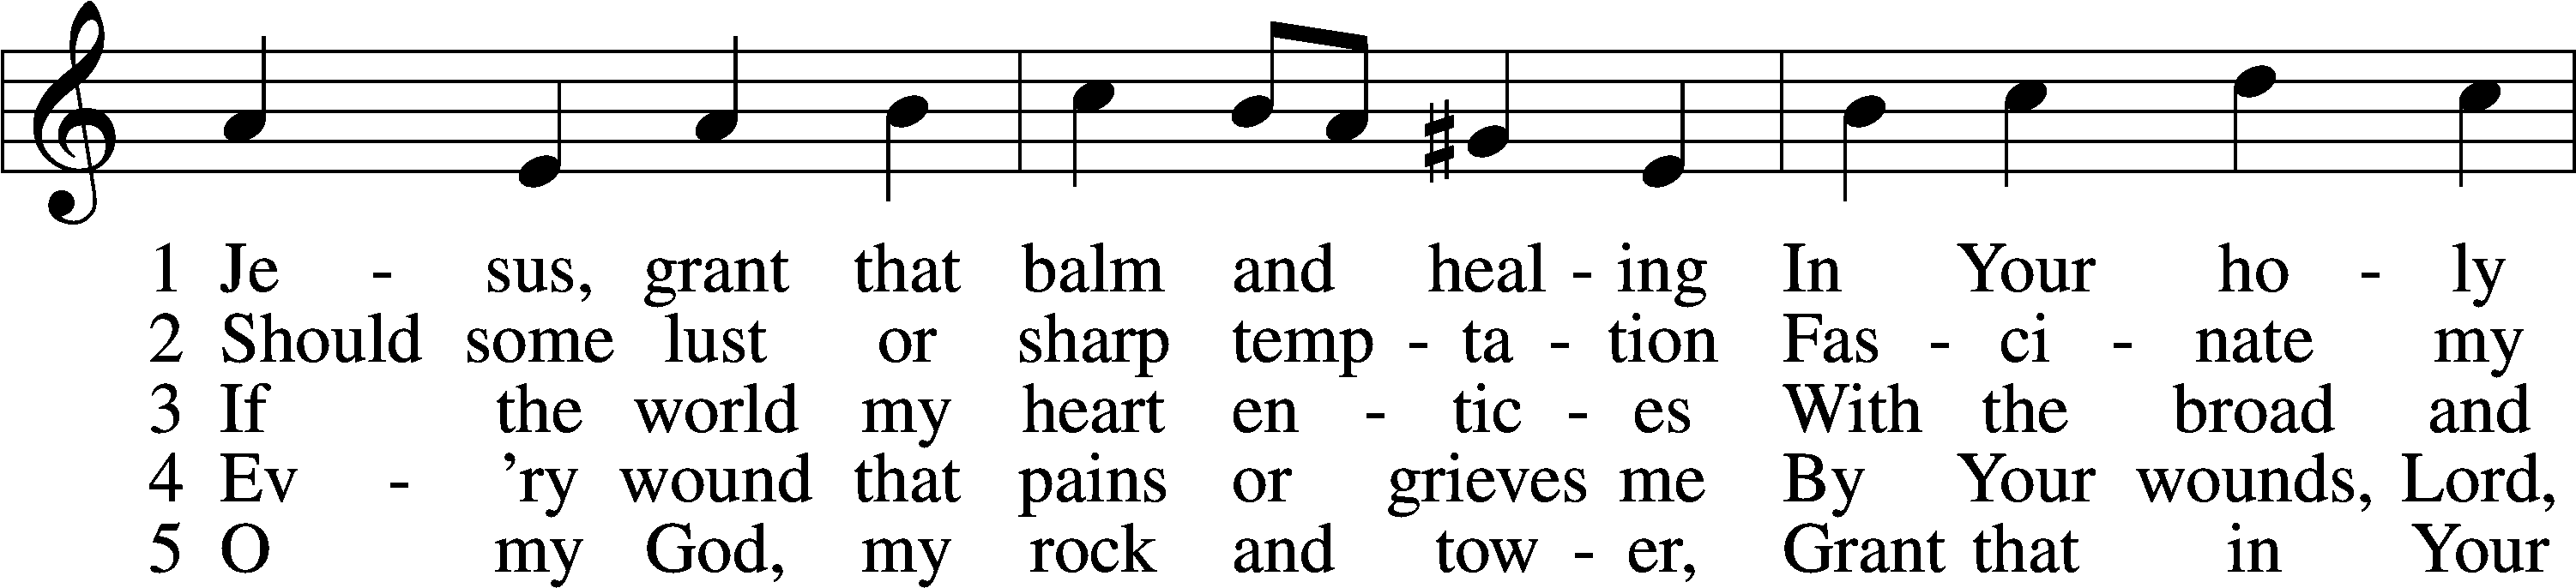 1 Je - sus, grant that balm and heal - ing In Your ho - ly
2 Should some lust or sharp temp - ta - tion Fas - ci - nate my
3 If the world my heart en - tic - es With the broad and
4 Ev - ’ry wound that pains or grieves me By Your wounds, Lord,
5 O my God, my rock and tow - er, Grant that in Your